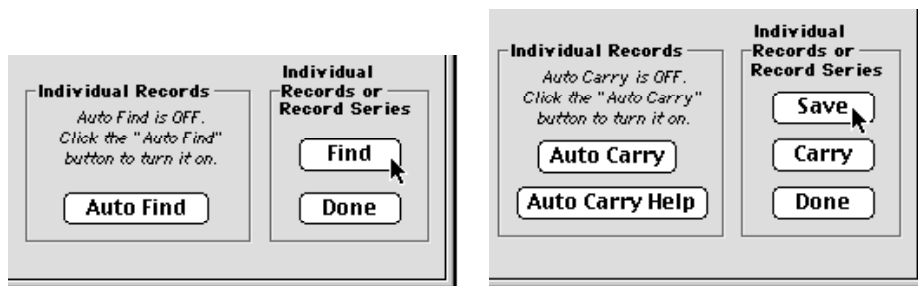 Individual Records
Auto Find is OFF.
Click the "Auto Find"
button to turn it on.
Auto Find
Individual
Records or
Record Series
Find
Done
Individual Records
Auto Carry is OFF.
Click the "Auto Carry"
button to turn it on.
Auto Carry
Auto Carry Help
Individual
Records or
Record Series
Save
Carry
Done